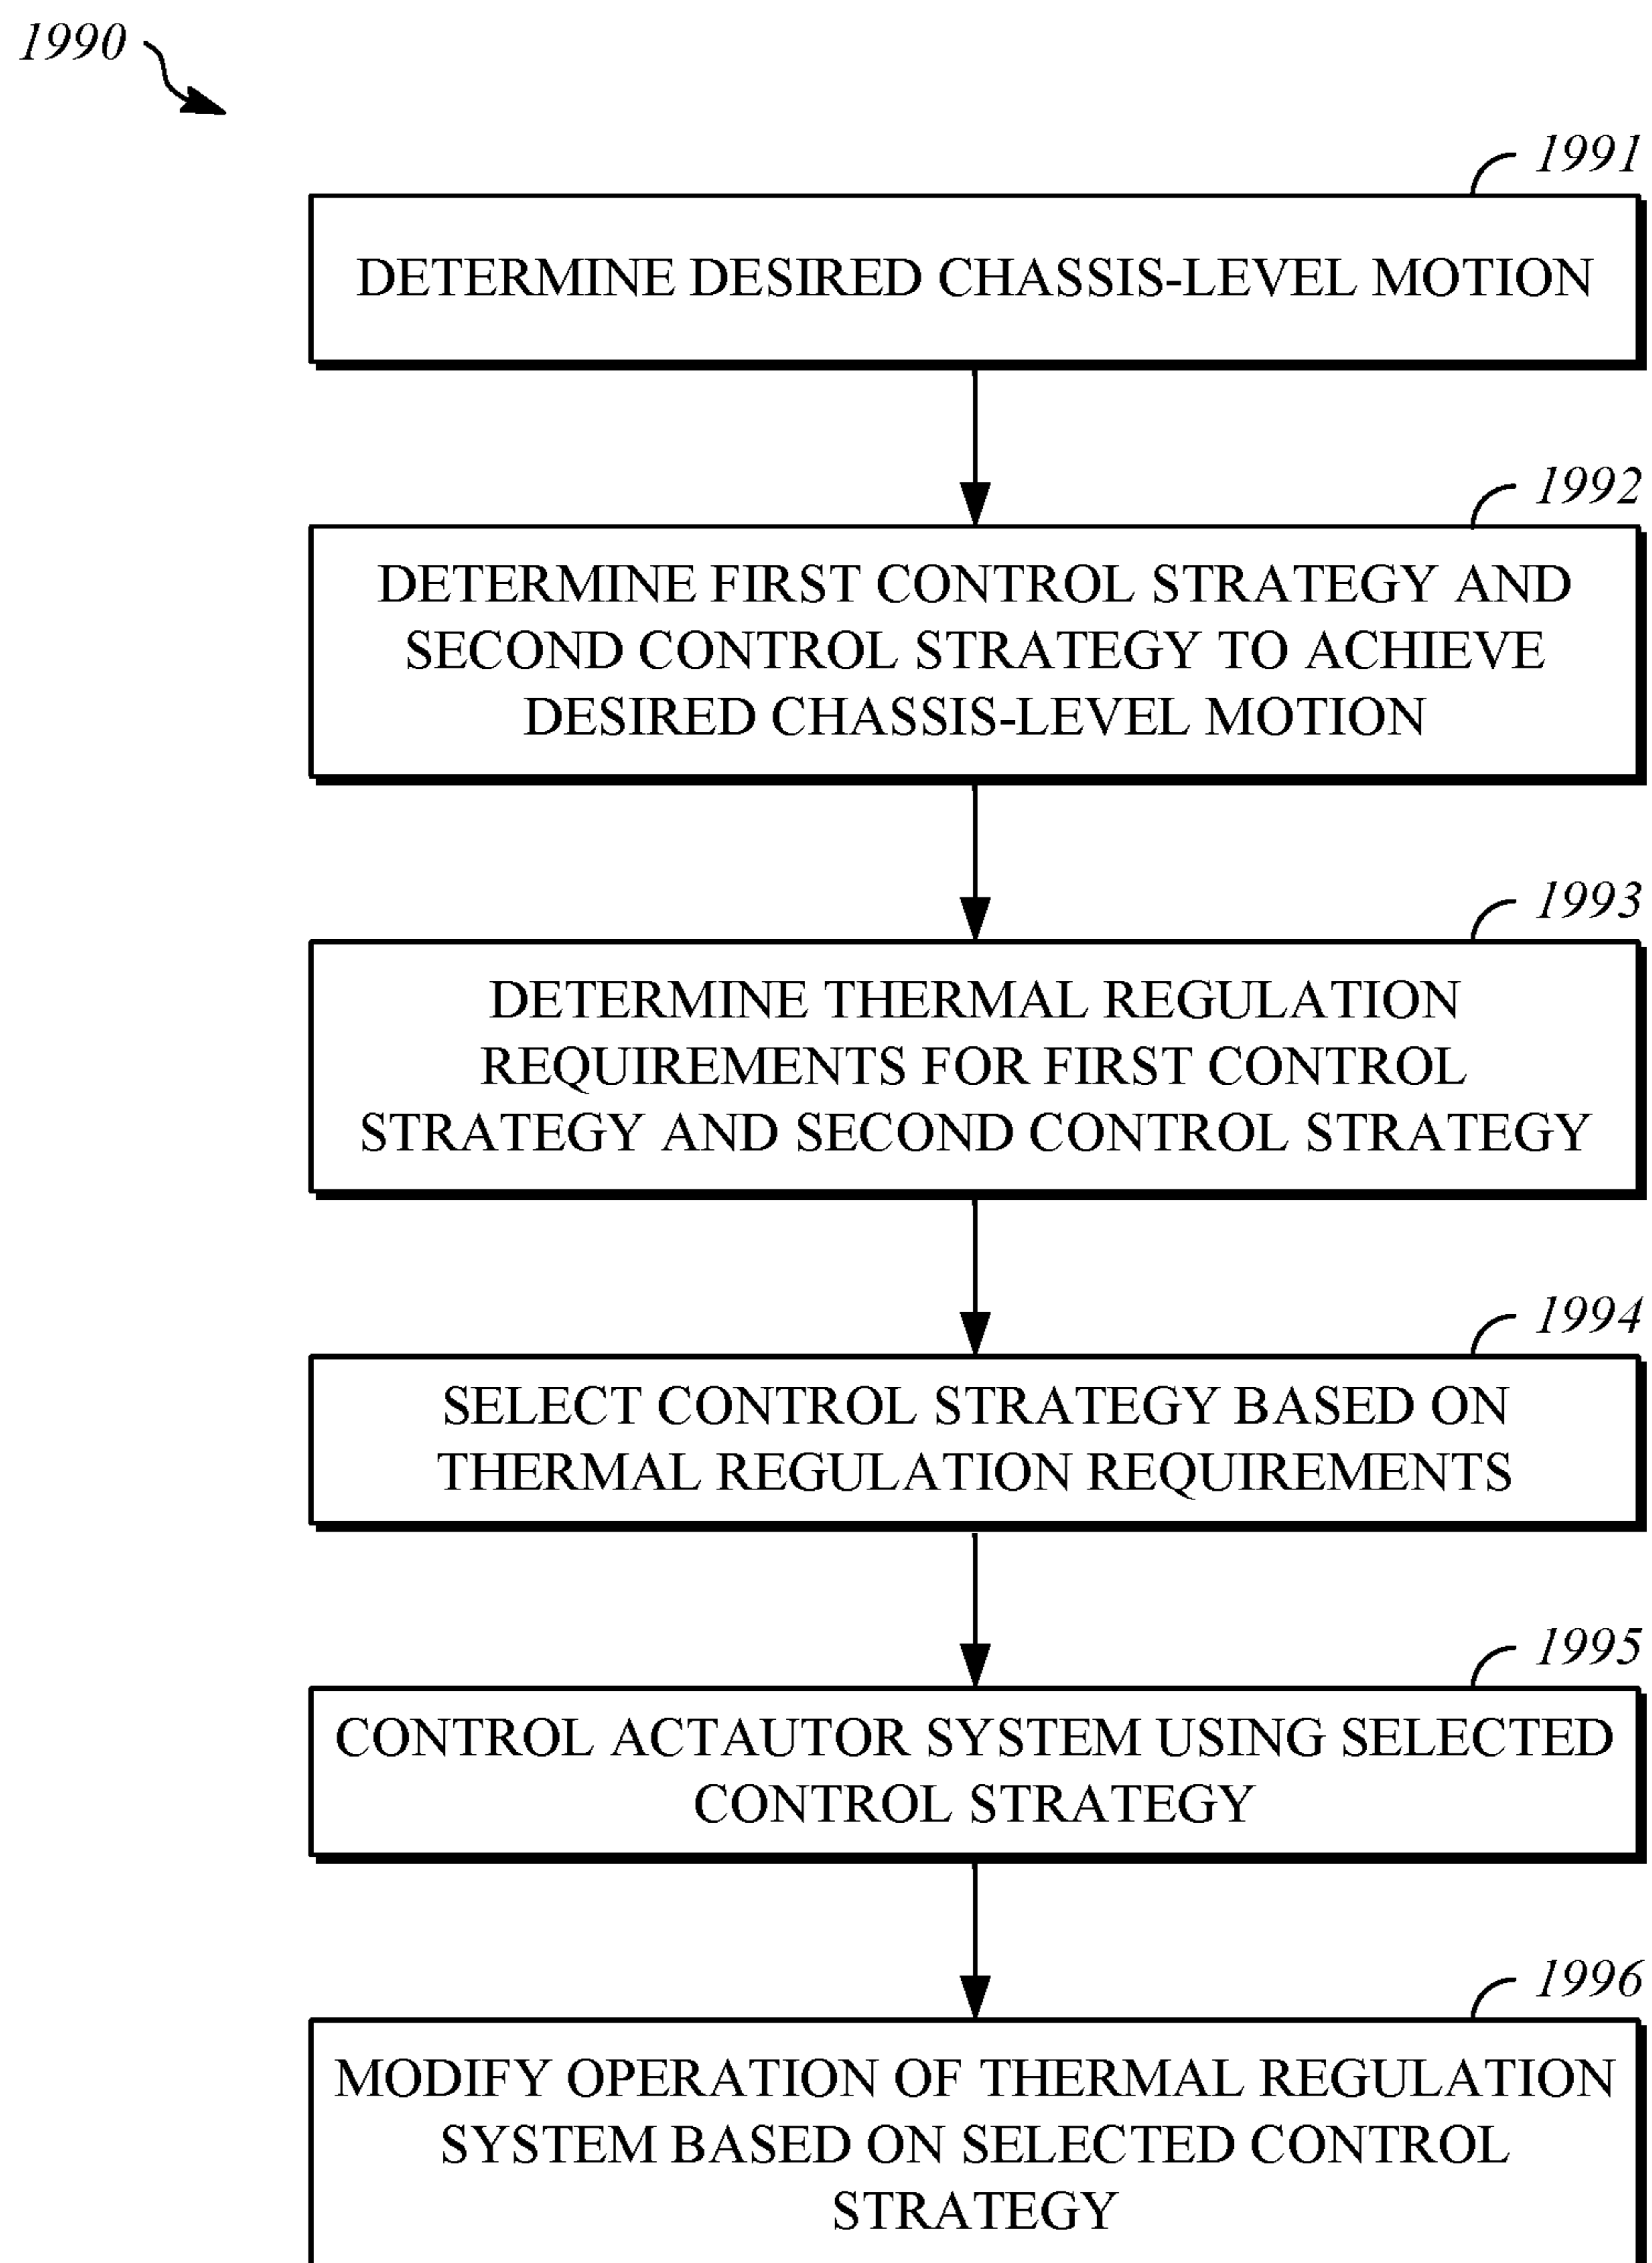 1990
1991
DETERMINE DESIRED CHASSIS-LEVEL MOTION
1992
DETERMINE FIRST CONTROL STRATEGY AND
SECOND CONTROL STRATEGY TO ACHIEVE
DESIRED CHASSIS-LEVEL MOTION
1993
DETERMINE THERMAL REGULATION
REQUIREMENTS FOR FIRST CONTROL
STRATEGY AND SECOND CONTROL STRATEGY
1994
SELECT CONTROL STRATEGY BASED ON
THERMAL REGULATION REQUIREMENTS
1995
CONTROL ACTAUTOR SYSTEM USING SELECTED
CONTROL STRATEGY
1996
MODIFY OPERATION OF THERMAL REGULATION
SYSTEM BASED ON SELECTED CONTROL
STRATEGY